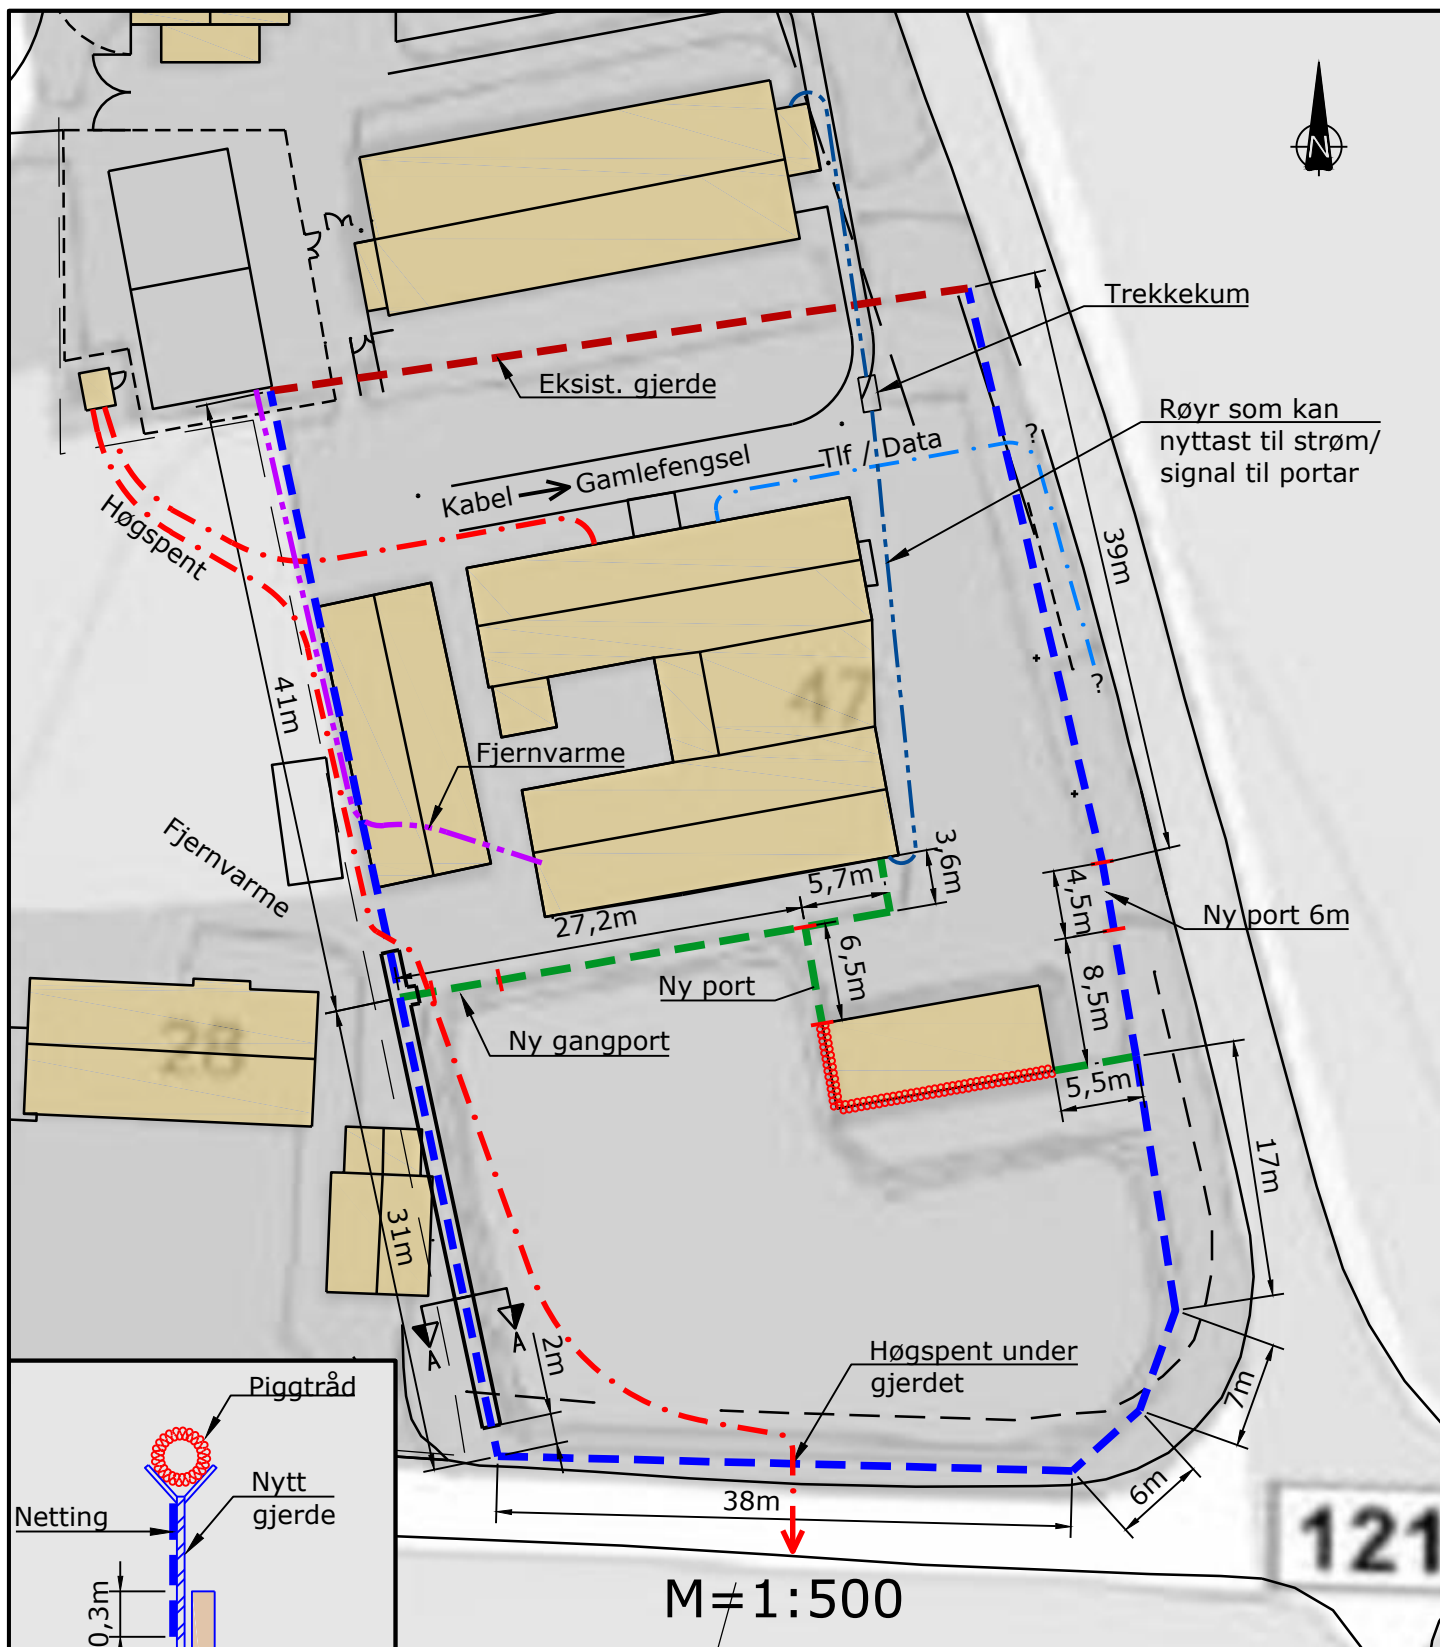 N
Trekkekum
Eksist. gjerde
Røyr som kan
nyttast til strøm/
signal til portar
?
Tlf / Data
Gamlefengsel
Kabel
Høgspent
39m
?
41m
47
Fjernvarme
Fjernvarme
3,6m
5,7m
4,5m
27,2m
Ny port 6m
6,5m
8,5m
Ny port
28
Ny gangport
5,5m
17m
31m
A
A
2m
Høgspent under
gjerdet
7m
Piggtråd
Nytt
gjerde
6m
38m
Netting
121
0,3m
M=1:500